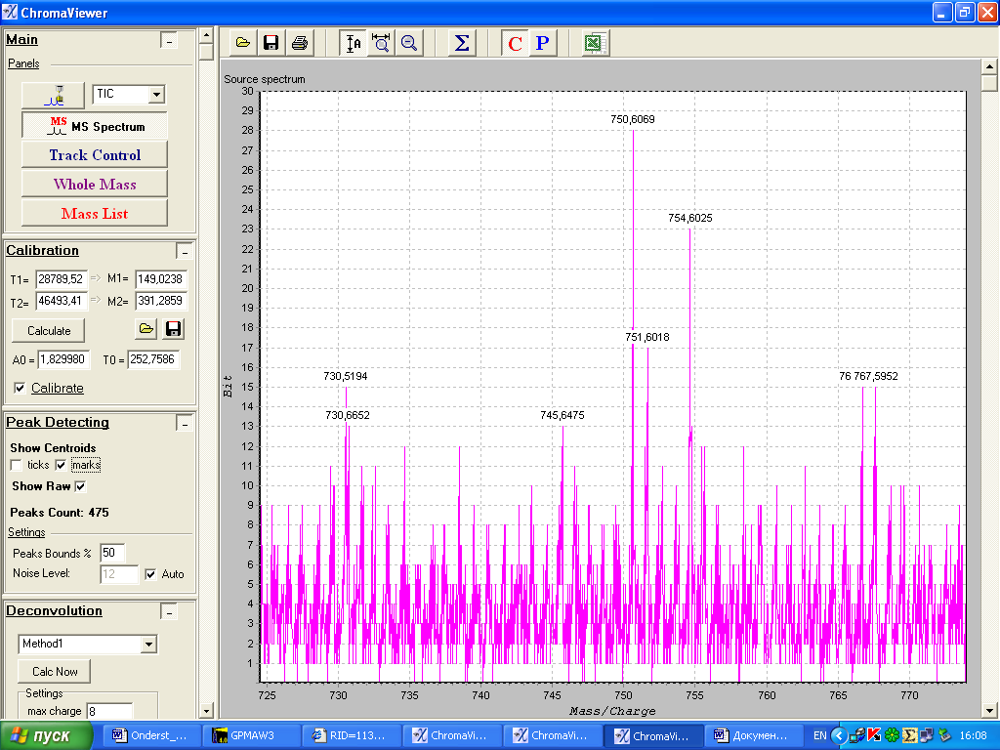 ChromaViewer
Main
-
Panels
TIC
MS
MS Spectrum
Track Control
Whole Mass
Mass List
Calibration
-
T1= 28789,52 => M1= 149,0238
T2= 46493,41 => M2= 391,2859
Calculate
A0 = 1,829980 T0 = 252,7586
Calibrate
Peak Detecting
-
Show Centroids
ticks marks
Show Raw
Peaks Count: 475
Settings
Peaks Bounds % 50
Noise Level: 12 Auto
Deconvolution
-
Method1
Calc Now
Settings
max charge 8
A Σ C P
Source spectrum
30
29
28
27
26
25
24
23
22
21
20
19
18
17
16
15
14
13
12
11
10
9
8
7
6
5
4
3
2
1
Bit
750,6069
754,6025
751,6018
730,5194
76 767,5952
730,6652
745,6475
725 730 735 740 745 750 755 760 765 770
Mass/Charge
пуск
Onderst_...
GPMAW3
RID=113...
ChromaVi...
ChromaVi...
ChromaVi...
Докумен...
EN
16:08